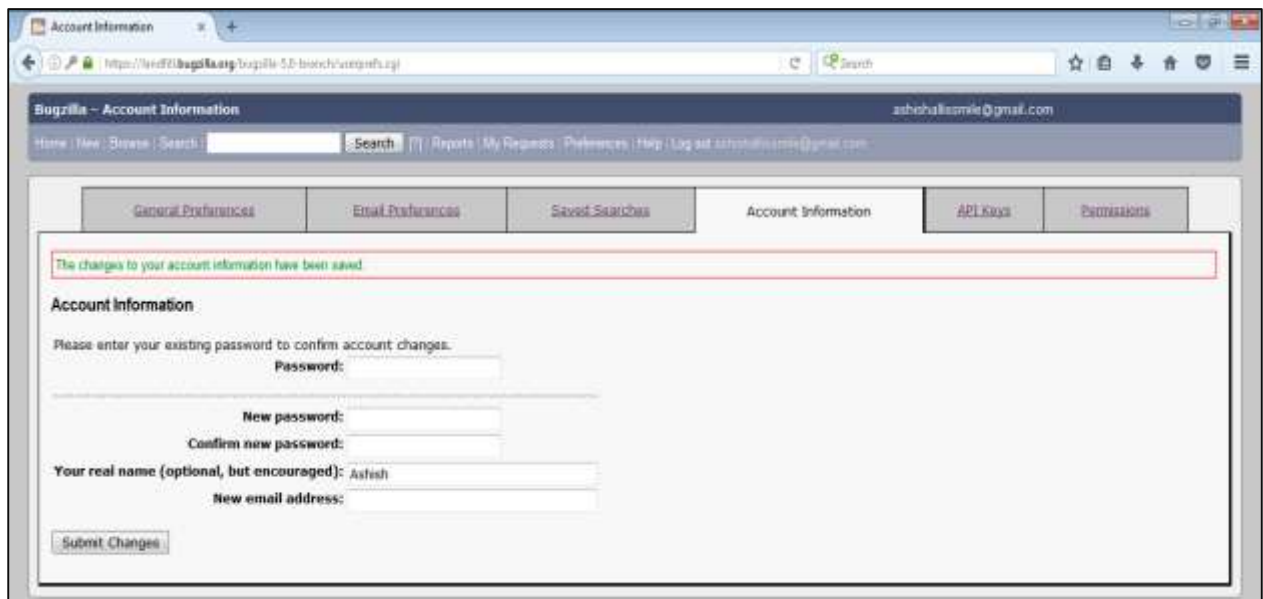 Account Information
https://landfill.bugzilla.org/bugzilla-5.0-branch/userprefs.cgi
Search
Bugzilla – Account Information
ashishallissmile@gmail.com
Home | New | Browse | Search | Search [?] | Reports | My Requests | Preferences | Help | Log out ashishallissmile@gmail.com
General Preferences
Email Preferences
Saved Searches
Account Information
API Keys
Permissions
The changes to your account information have been saved.
Account Information
Please enter your existing password to confirm account changes.
Password:
New password:
Confirm new password:
Your real name (optional, but encouraged): Ashish
New email address:
Submit Changes